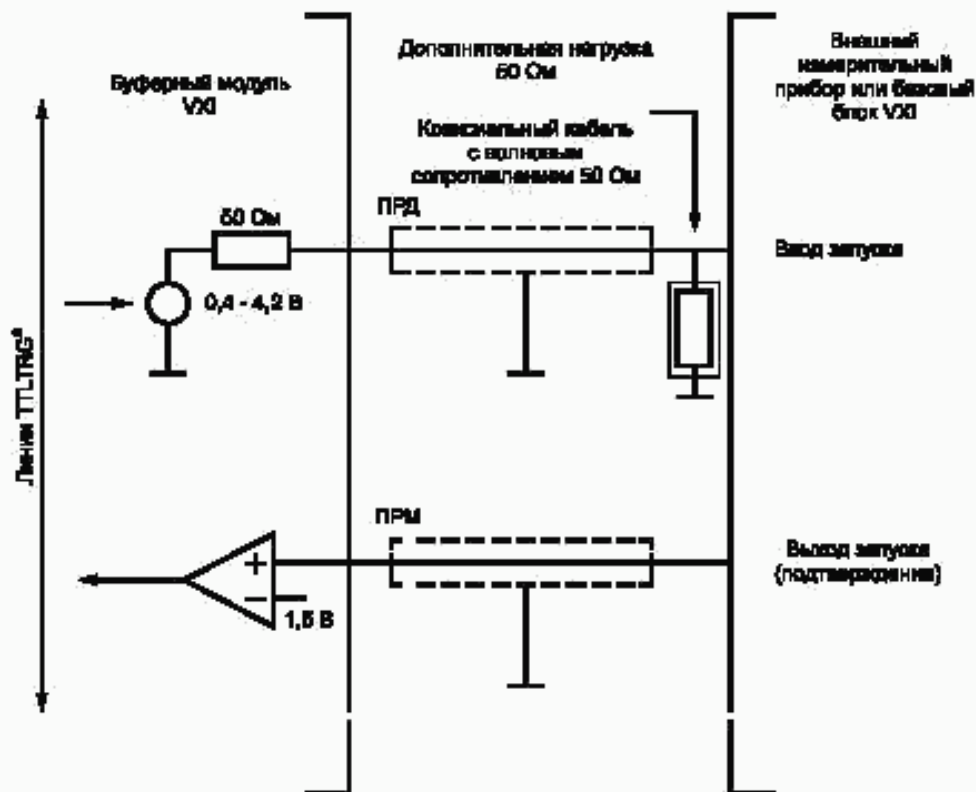 Дополнительная нагрузка
50 Ом
Внешний
измерительный
прибор или базовый
блок VXI
Буферный модуль
VXI
Коаксиальный кабель
с волновым
сопротивлением 50 Ом
ПРД
50 Ом
Вход запуска
0,4 - 4,2 В
Линии TTLTRG*
ПРМ
+
−
1,5 В
Выход запуска
(подтверждение)